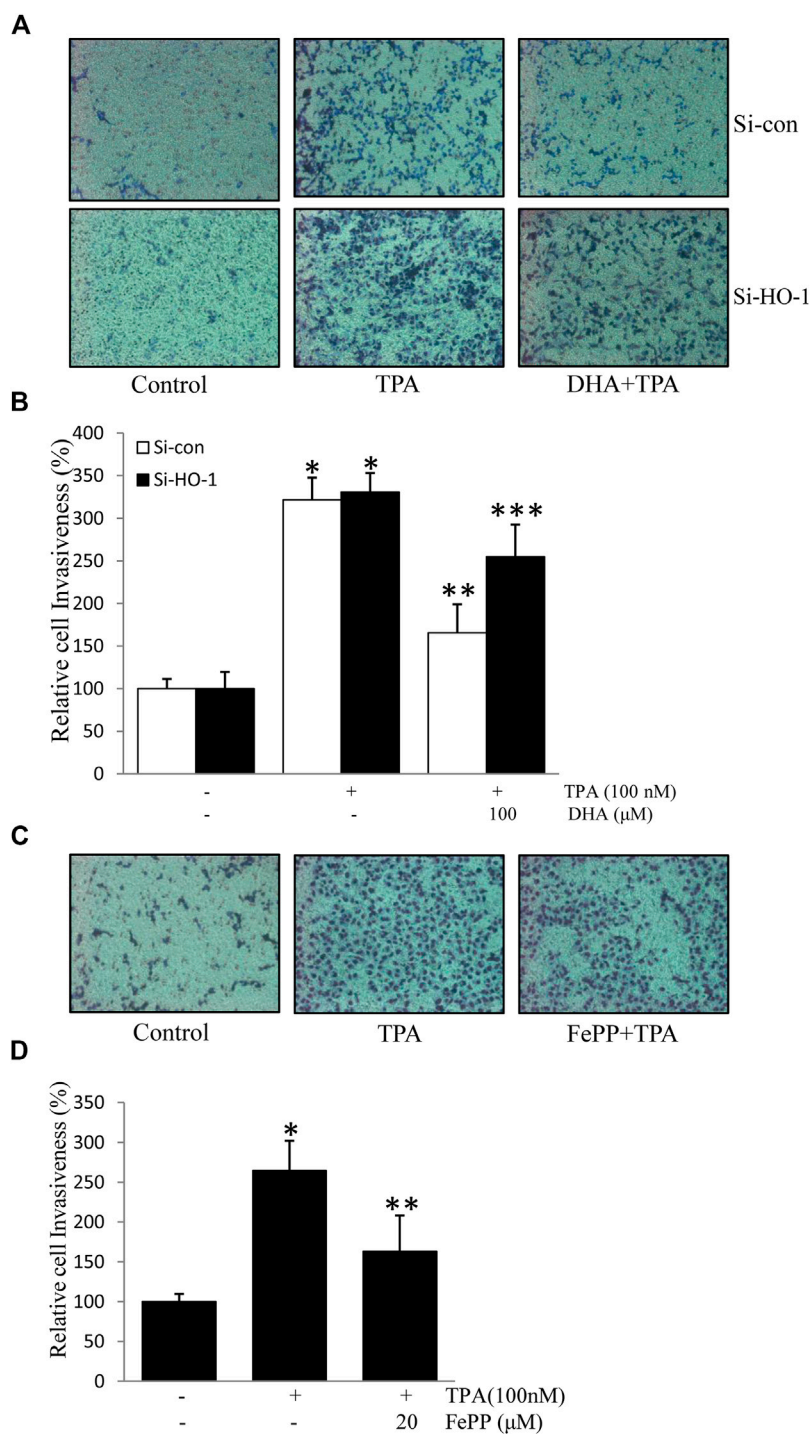 A
Si-con
Si-HO-1
Control TPA DHA+TPA
B
Relative cell Invasiveness (%)
400
350
300
250
200
150
100
50
0
Si-con
Si-HO-1
* * ** ***
- + + TPA (100 nM)
- - 100 DHA (μM)
C
Control TPA FePP+TPA
D
Relative cell Invasiveness (%)
350
300
250
200
150
100
50
0
* **
- + + TPA(100nM)
- - 20 FePP (μM)